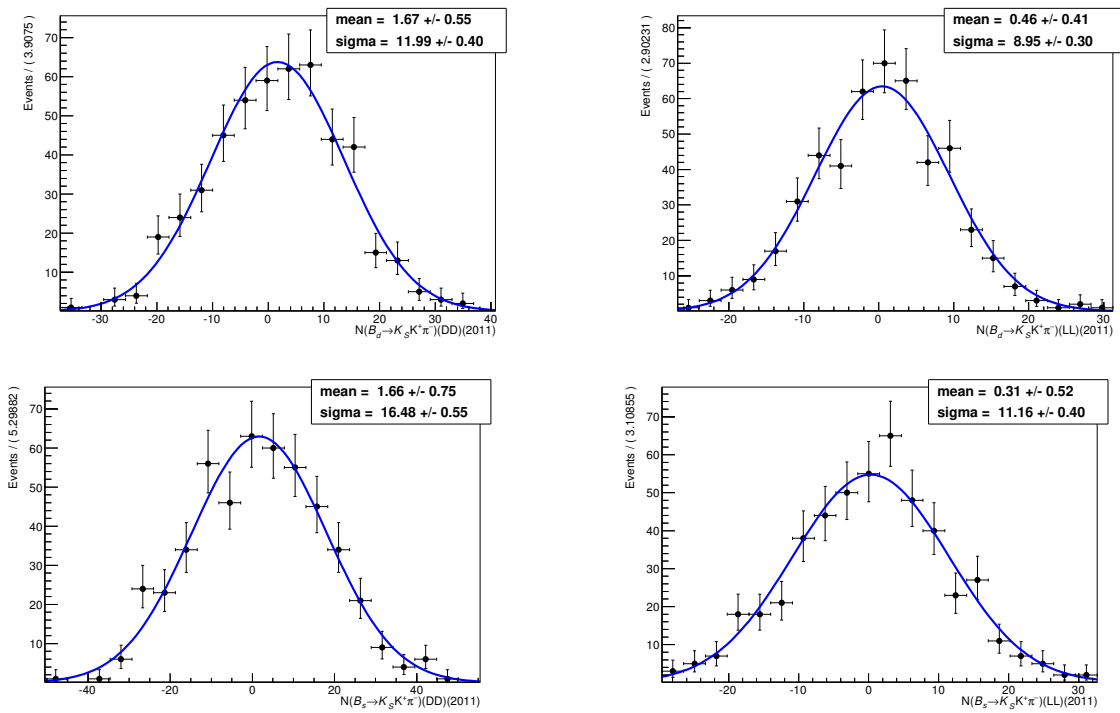 mean = 1.67 +/- 0.55
sigma = 11.99 +/- 0.40
Events / ( 3.9075 )
70
60
50
40
30
20
10
-30 -20 -10 0 10 20 30 40
N(B_d→K_S K⁺π⁻)(DD)(2011)
mean = 0.46 +/- 0.41
sigma = 8.95 +/- 0.30
Events / ( 2.90231 )
80
70
60
50
40
30
20
10
-20 -10 0 10 20 30
N(B_d→K_S K⁺π⁻)(LL)(2011)
mean = 1.66 +/- 0.75
sigma = 16.48 +/- 0.55
Events / ( 5.29882 )
70
60
50
40
30
20
10
-40 -20 0 20 40
N(B_s→K_S K⁺π⁻)(DD)(2011)
mean = 0.31 +/- 0.52
sigma = 11.16 +/- 0.40
Events / ( 3.10855 )
70
60
50
40
30
20
10
-20 -10 0 10 20 30
N(B_s→K_S K⁺π⁻)(LL)(2011)